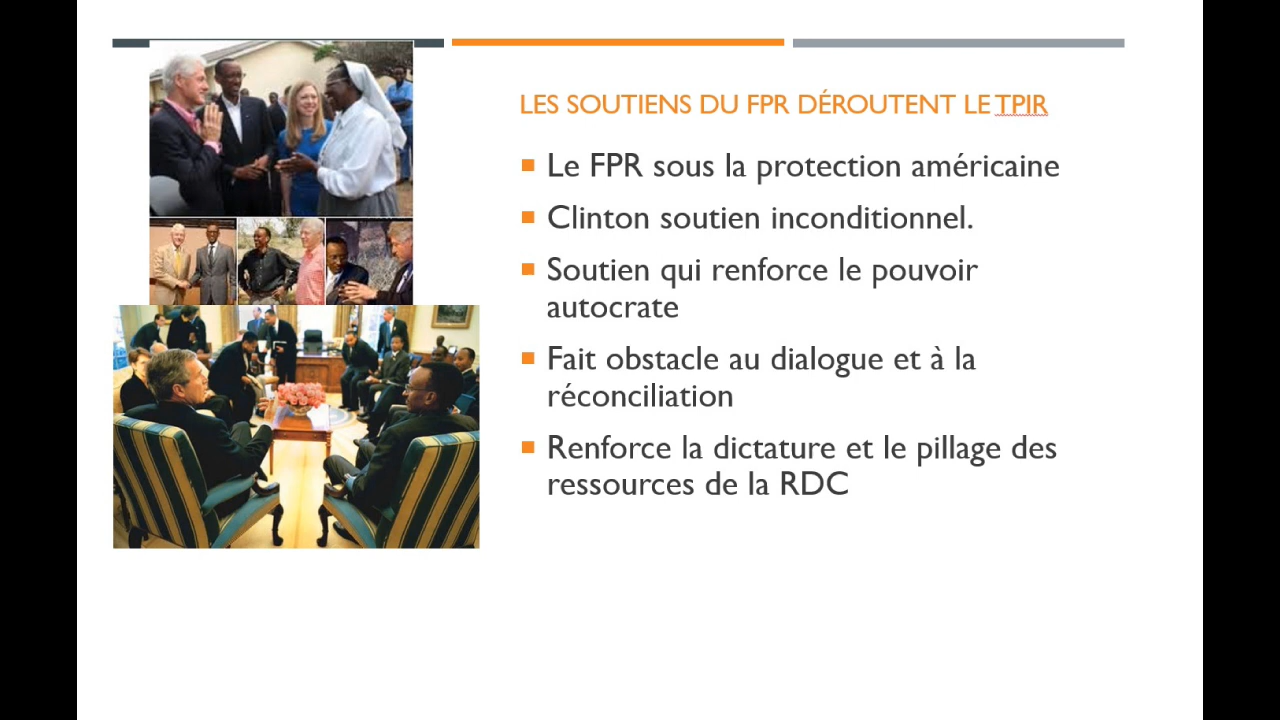 LES SOUTIENS DU FPR DÉROUTENT LE TPIR
Le FPR sous la protection américaine
Clinton soutien inconditionnel.
Soutien qui renforce le pouvoir
autocrate
Fait obstacle au dialogue et à la
réconciliation
Renforce la dictature et le pillage des
ressources de la RDC